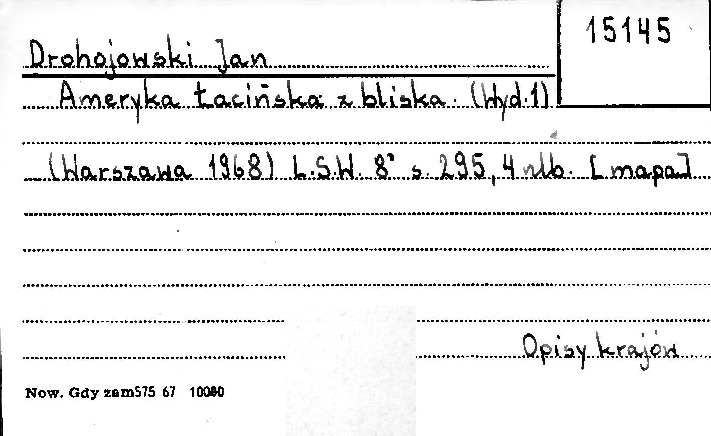 15145
Drohojowski Jan
Ameryka Łacińska z bliska. (Wyd. 1)
(Warszawa 1968) L.S.W. 8° s. 295, 4 nlb. [mapa]
Opisy krajów
Now. Gdy zam575 67 10000